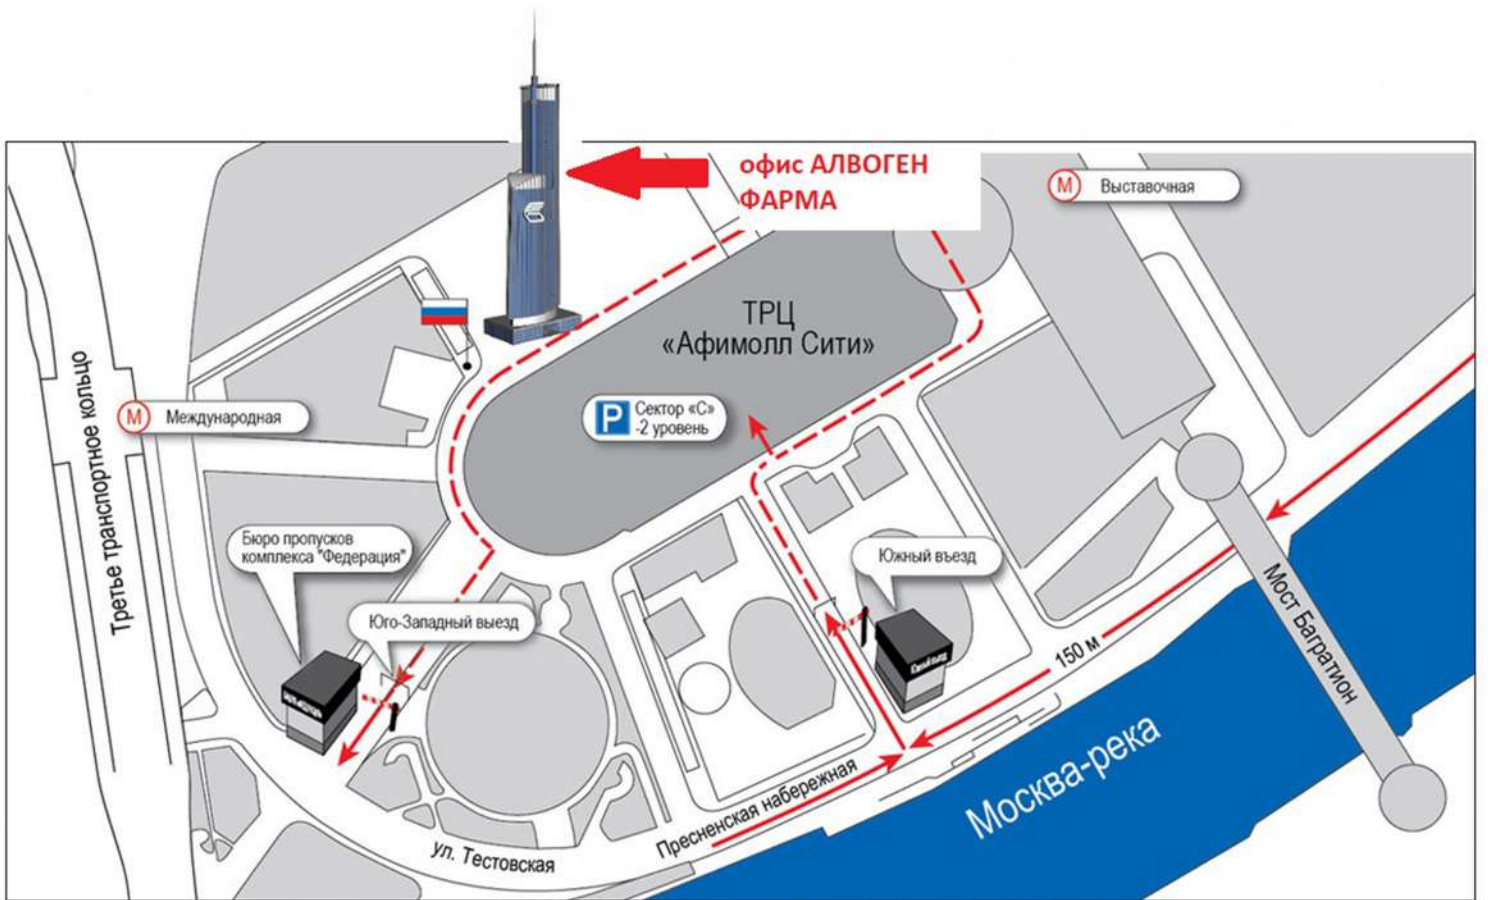 офис АЛВОГЕН
ФАРМА
М
Выставочная
ТРЦ
«Афимолл Сити»
P
Сектор «С»
-2 уровень
Третье транспортное кольцо
М
Международная
Бюро пропусков
комплекса "Федерация"
Юго-Западный выезд
Южный въезд
Мост Багратион
150 м
Москва-река
Пресненская набережная
ул. Тестовская